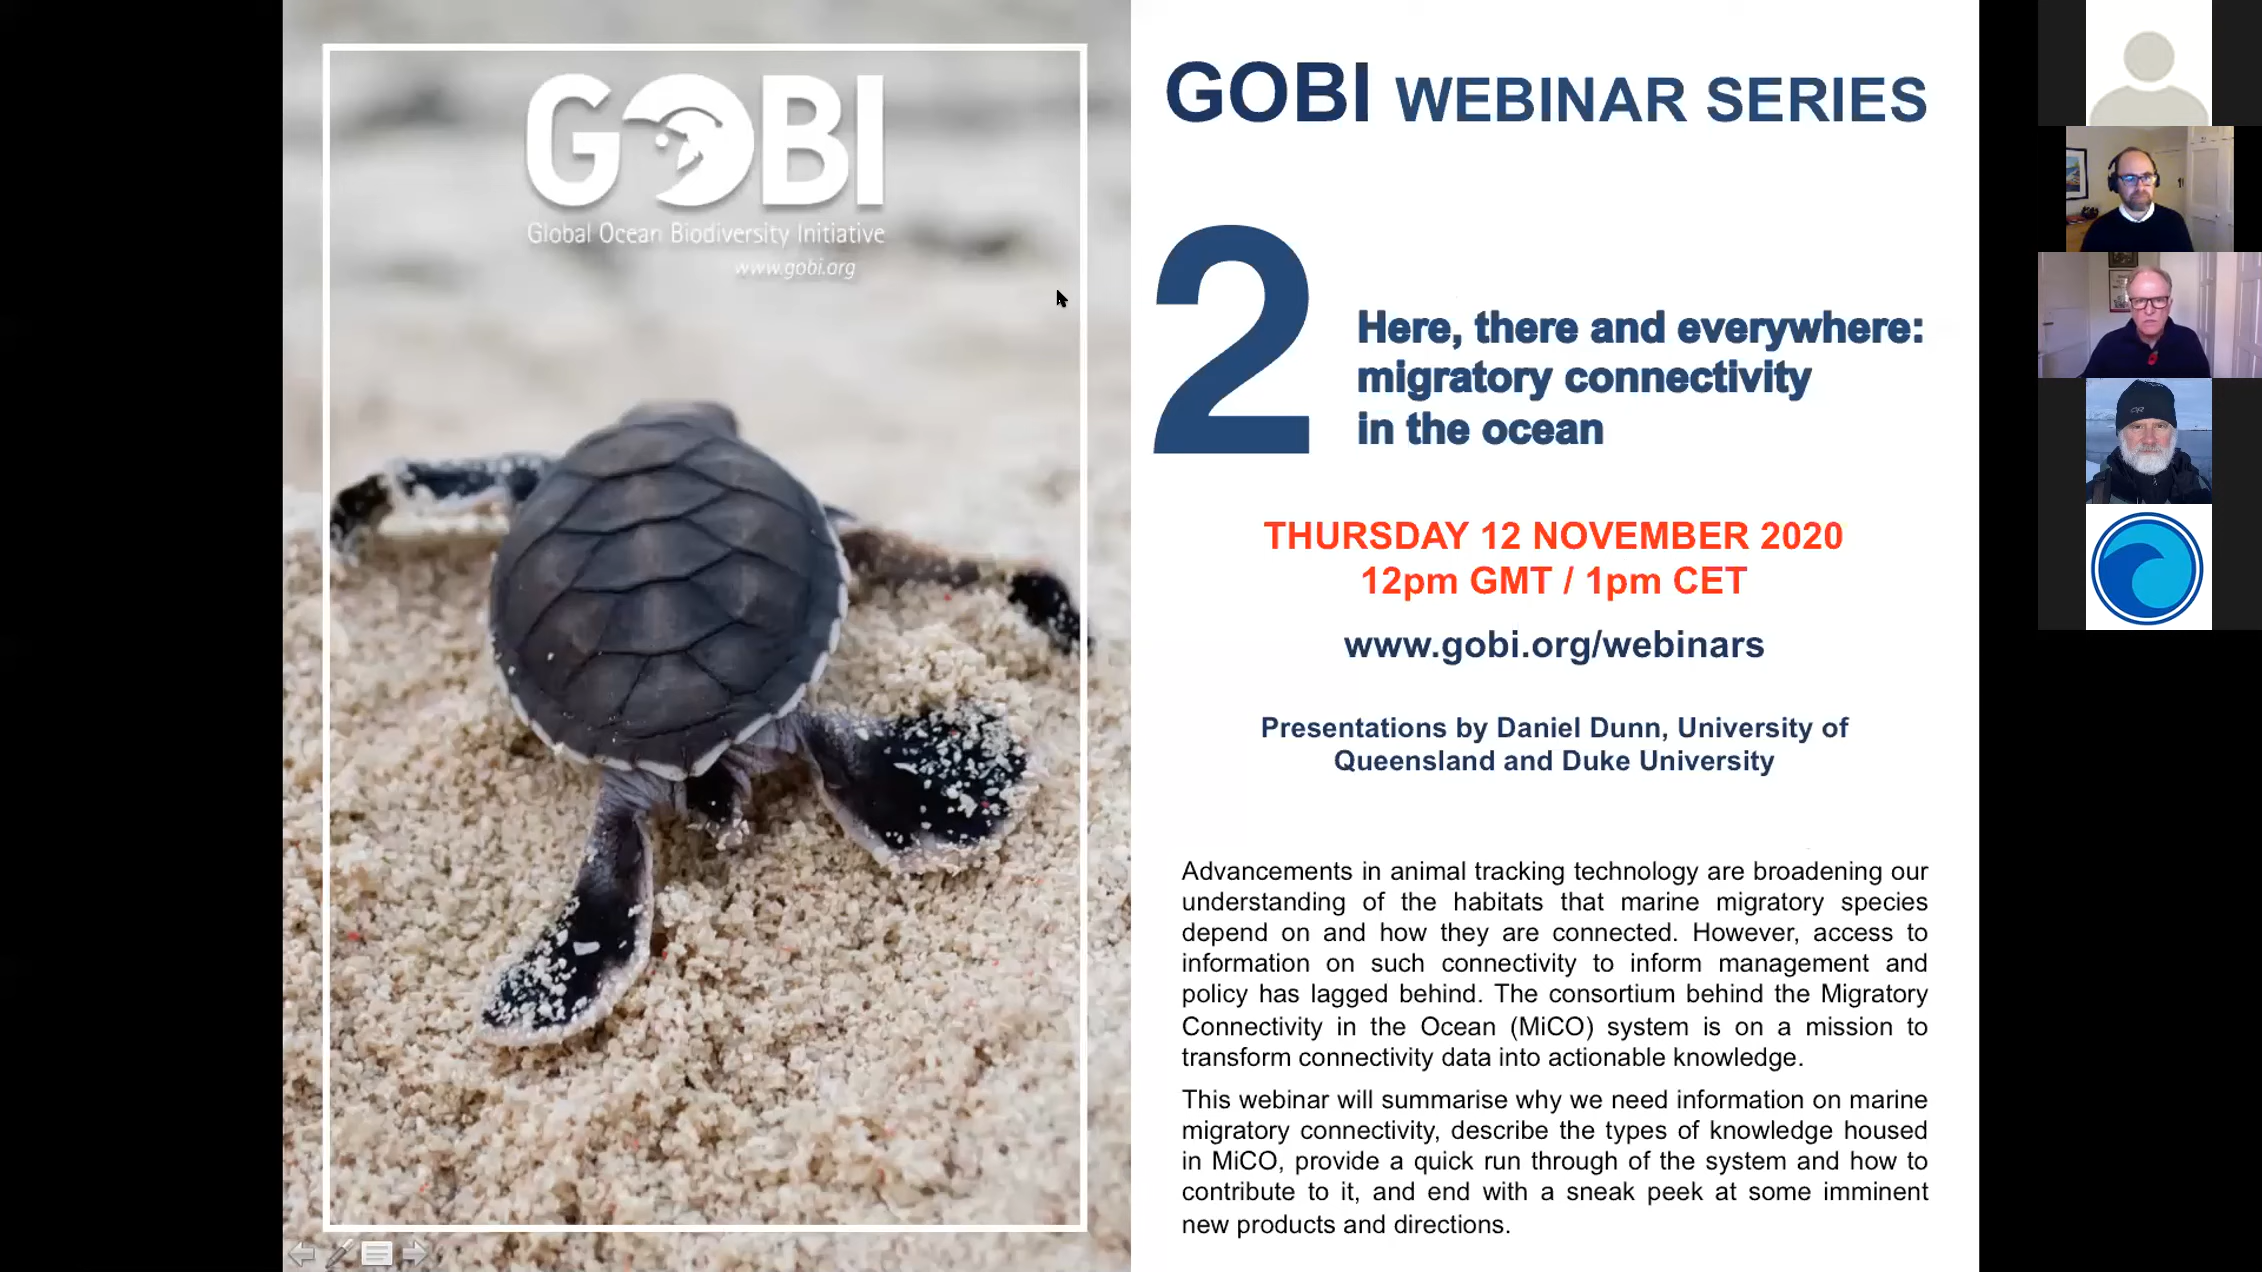 GOBI
Global Ocean Biodiversity Initiative
www.gobi.org
GOBI WEBINAR SERIES
2
Here, there and everywhere:
migratory connectivity
in the ocean
THURSDAY 12 NOVEMBER 2020
12pm GMT / 1pm CET
www.gobi.org/webinars
Presentations by Daniel Dunn, University of
Queensland and Duke University
Advancements in animal tracking technology are broadening our
understanding of the habitats that marine migratory species
depend on and how they are connected. However, access to
information on such connectivity to inform management and
policy has lagged behind. The consortium behind the Migratory
Connectivity in the Ocean (MiCO) system is on a mission to
transform connectivity data into actionable knowledge.
This webinar will summarise why we need information on marine
migratory connectivity, describe the types of knowledge housed
in MiCO, provide a quick run through of the system and how to
contribute to it, and end with a sneak peek at some imminent
new products and directions.
OR